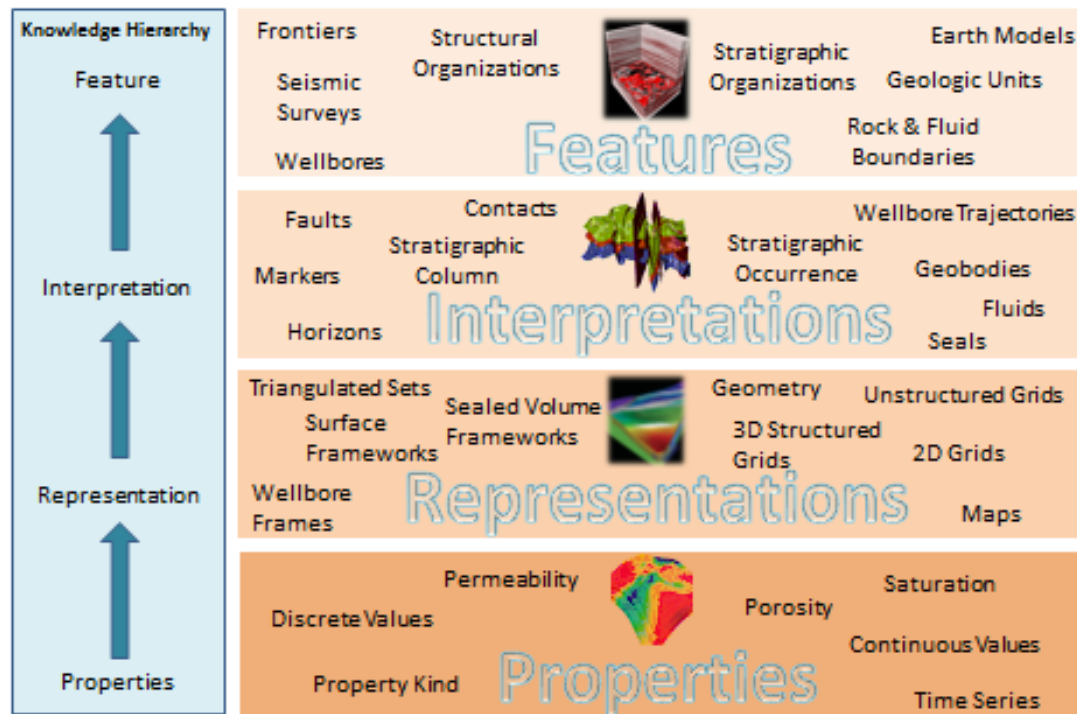 Knowledge Hierarchy
Feature
Interpretation
Representation
Properties
Frontiers
Structural
Organizations
Stratigraphic
Organizations
Earth Models
Geologic Units
Seismic
Surveys
Rock & Fluid
Boundaries
Wellbores
Features
Faults
Contacts
Wellbore Trajectories
Stratigraphic
Column
Stratigraphic
Occurrence
Markers
Geobodies
Fluids
Horizons
Seals
Interpretations
Triangulated Sets
Surface
Frameworks
Sealed Volume
Frameworks
Geometry
Unstructured Grids
3D Structured
Grids
2D Grids
Wellbore
Frames
Maps
Representations
Permeability
Saturation
Discrete Values
Porosity
Continuous Values
Property Kind
Time Series
Properties